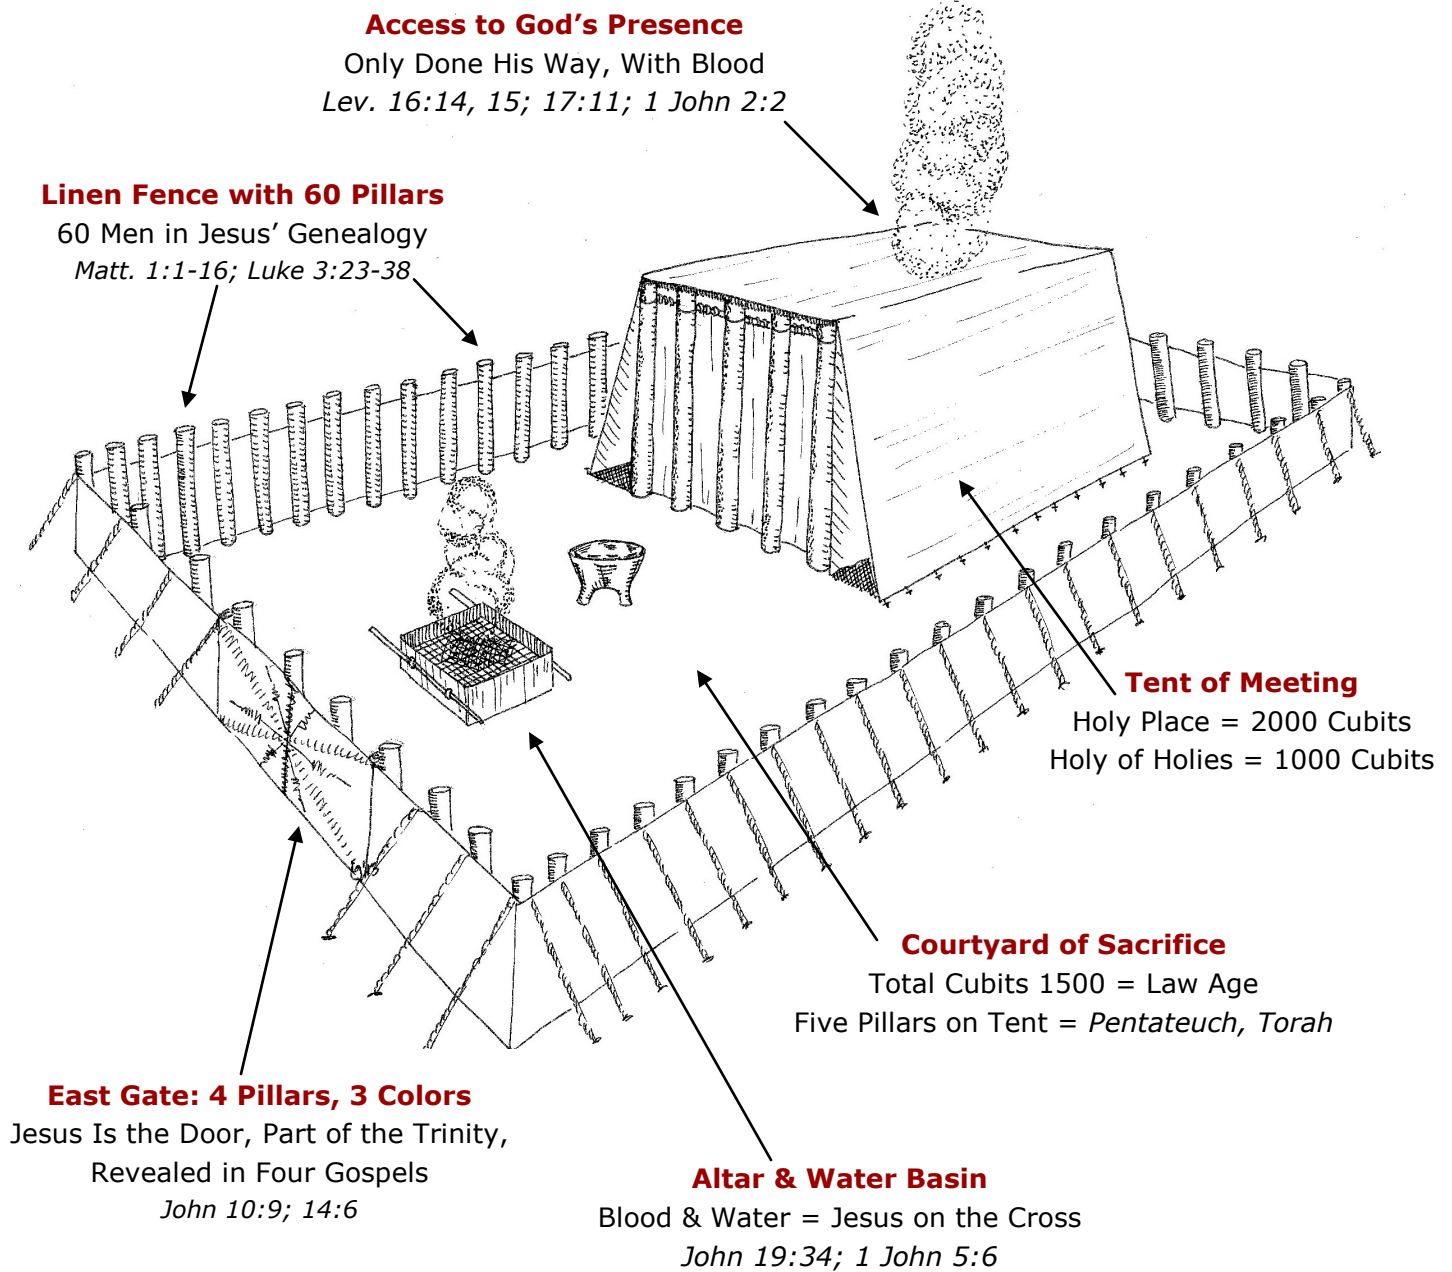 Access to God’s Presence
Only Done His Way, With Blood
Lev. 16:14, 15; 17:11; 1 John 2:2
Linen Fence with 60 Pillars
60 Men in Jesus’ Genealogy
Matt. 1:1-16; Luke 3:23-38
Tent of Meeting
Holy Place = 2000 Cubits
Holy of Holies = 1000 Cubits
Courtyard of Sacrifice
Total Cubits 1500 = Law Age
Five Pillars on Tent = Pentateuch, Torah
East Gate: 4 Pillars, 3 Colors
Jesus Is the Door, Part of the Trinity,
Revealed in Four Gospels
John 10:9; 14:6
Altar & Water Basin
Blood & Water = Jesus on the Cross
John 19:34; 1 John 5:6